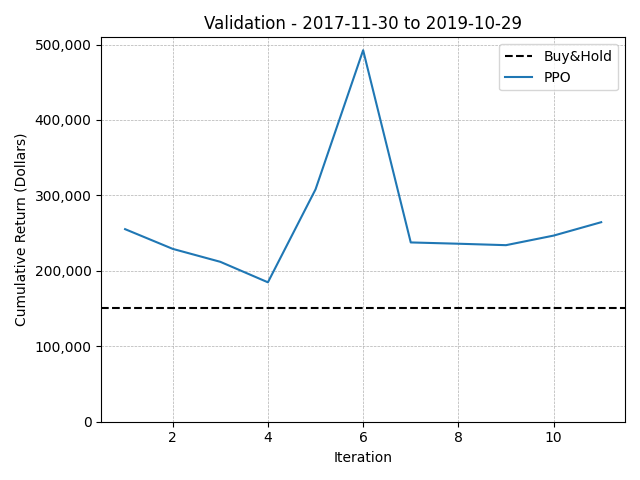 Validation - 2017-11-30 to 2019-10-29
Buy&Hold
PPO
Cumulative Return (Dollars)
500,000
400,000
300,000
200,000
100,000
0
2 4 6 8 10
Iteration